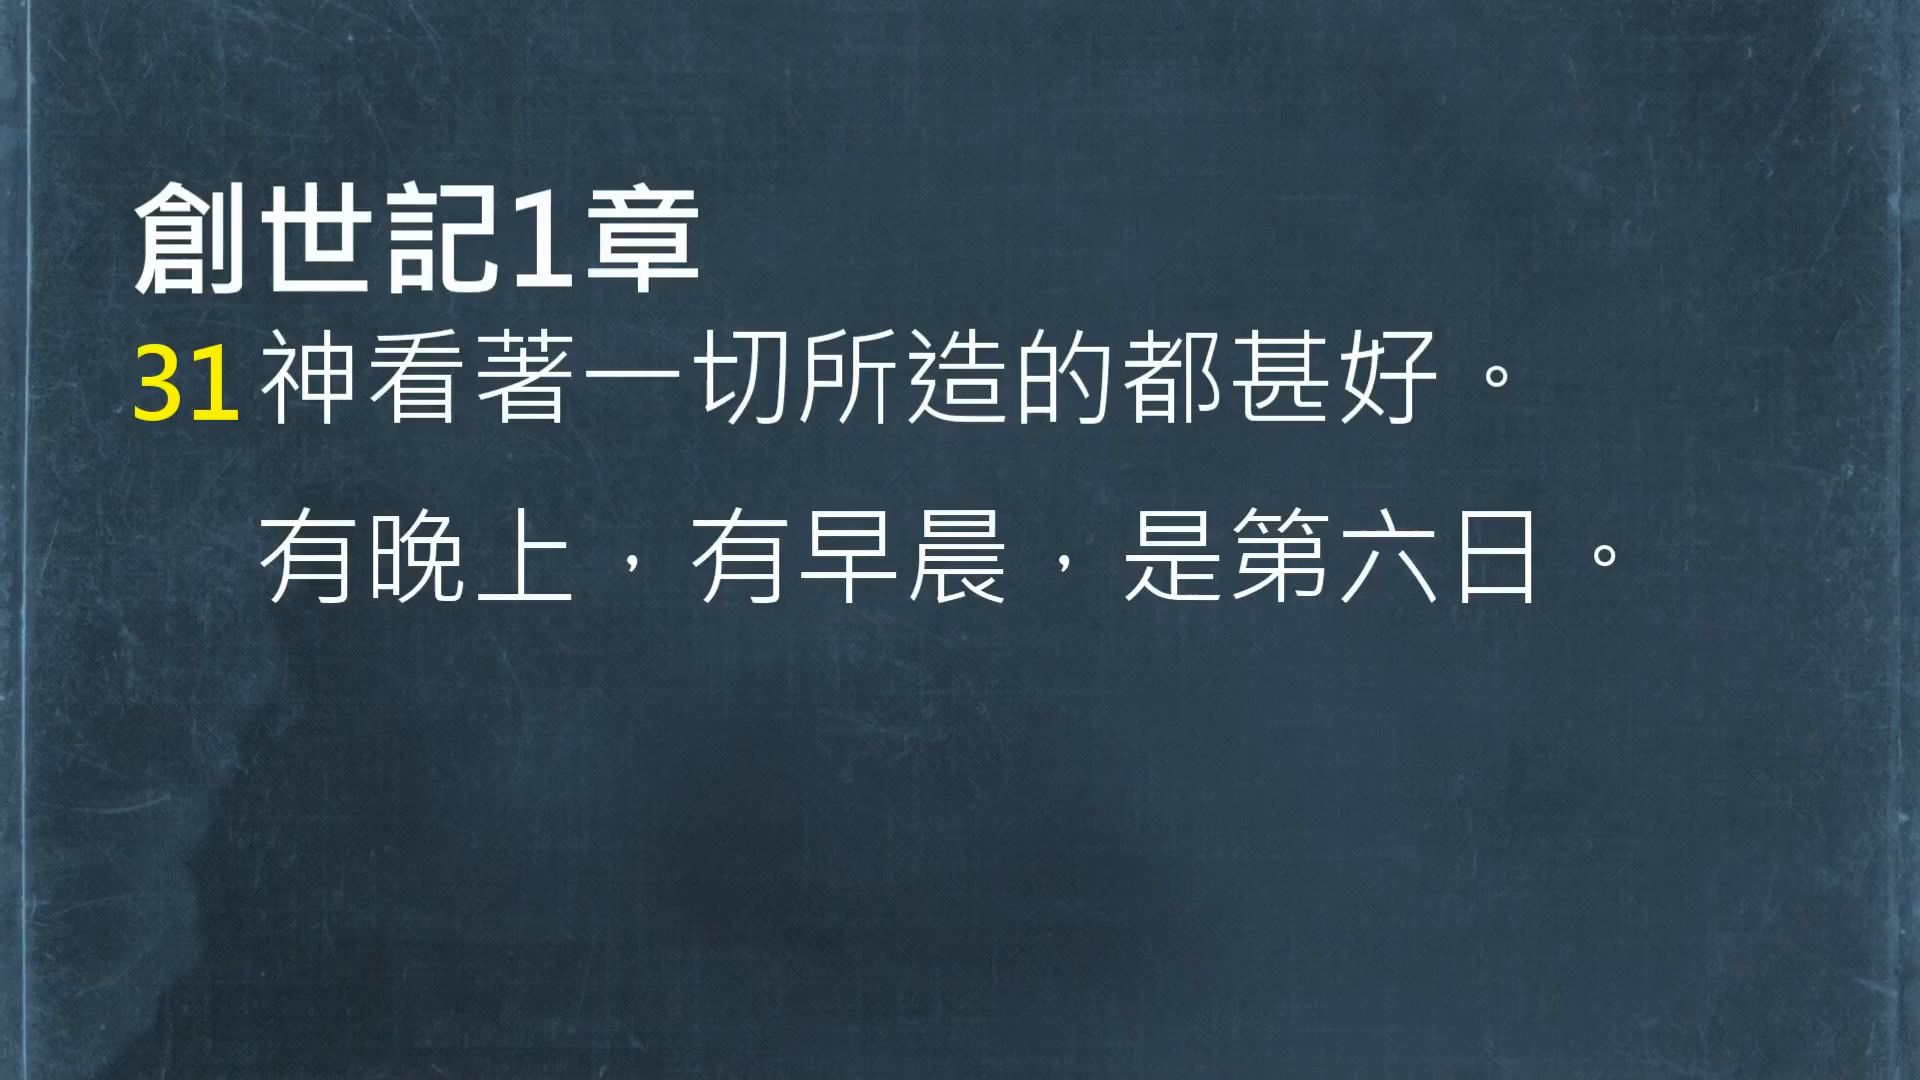 創世記1章
31 神看著一切所造的都甚好。
有晚上，有早晨，是第六日。